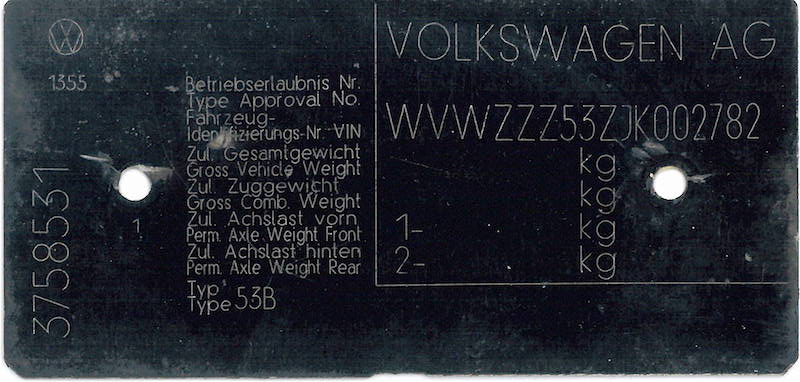 VOLKSWAGEN AG
1355
Betriebserlaubnis Nr.
Type Approval No.
Fahrzeug-
Identifizierungs-Nr. VIN
WVWZZZ53ZJK002782
Zul. Gesamtgewicht
Gross Vehicle Weight
kg
Zul. Zuggewicht
Gross Comb. Weight
kg
Zul. Achslast vorn
Perm. Axle Weight Front
1- kg
Zul. Achslast hinten
Perm. Axle Weight Rear
2- kg
Typ
Type 53B
1
3758531